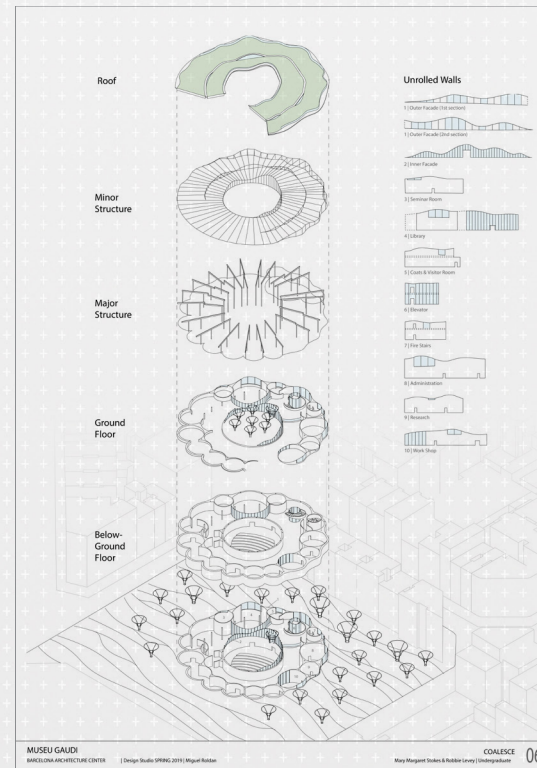 Roof
Minor
Structure
Major
Structure
Ground
Floor
Below-
Ground
Floor
Unrolled Walls
1 | Outer Facade (1st section)
1 | Outer Facade (2nd section)
2 | Inner Facade
3 | Seminar Room
4 | Library
5 | Coats & Visitor Room
6 | Elevator
7 | Fire Stairs
8 | Administration
9 | Research
10 | Work Shop
MUSEU GAUDI
BARCELONA ARCHITECTURE CENTER | Design Studio SPRING 2019 | Miguel Roldan
COALESCE
Mary Margaret Stokes & Robbie Levey | Undergraduate
06